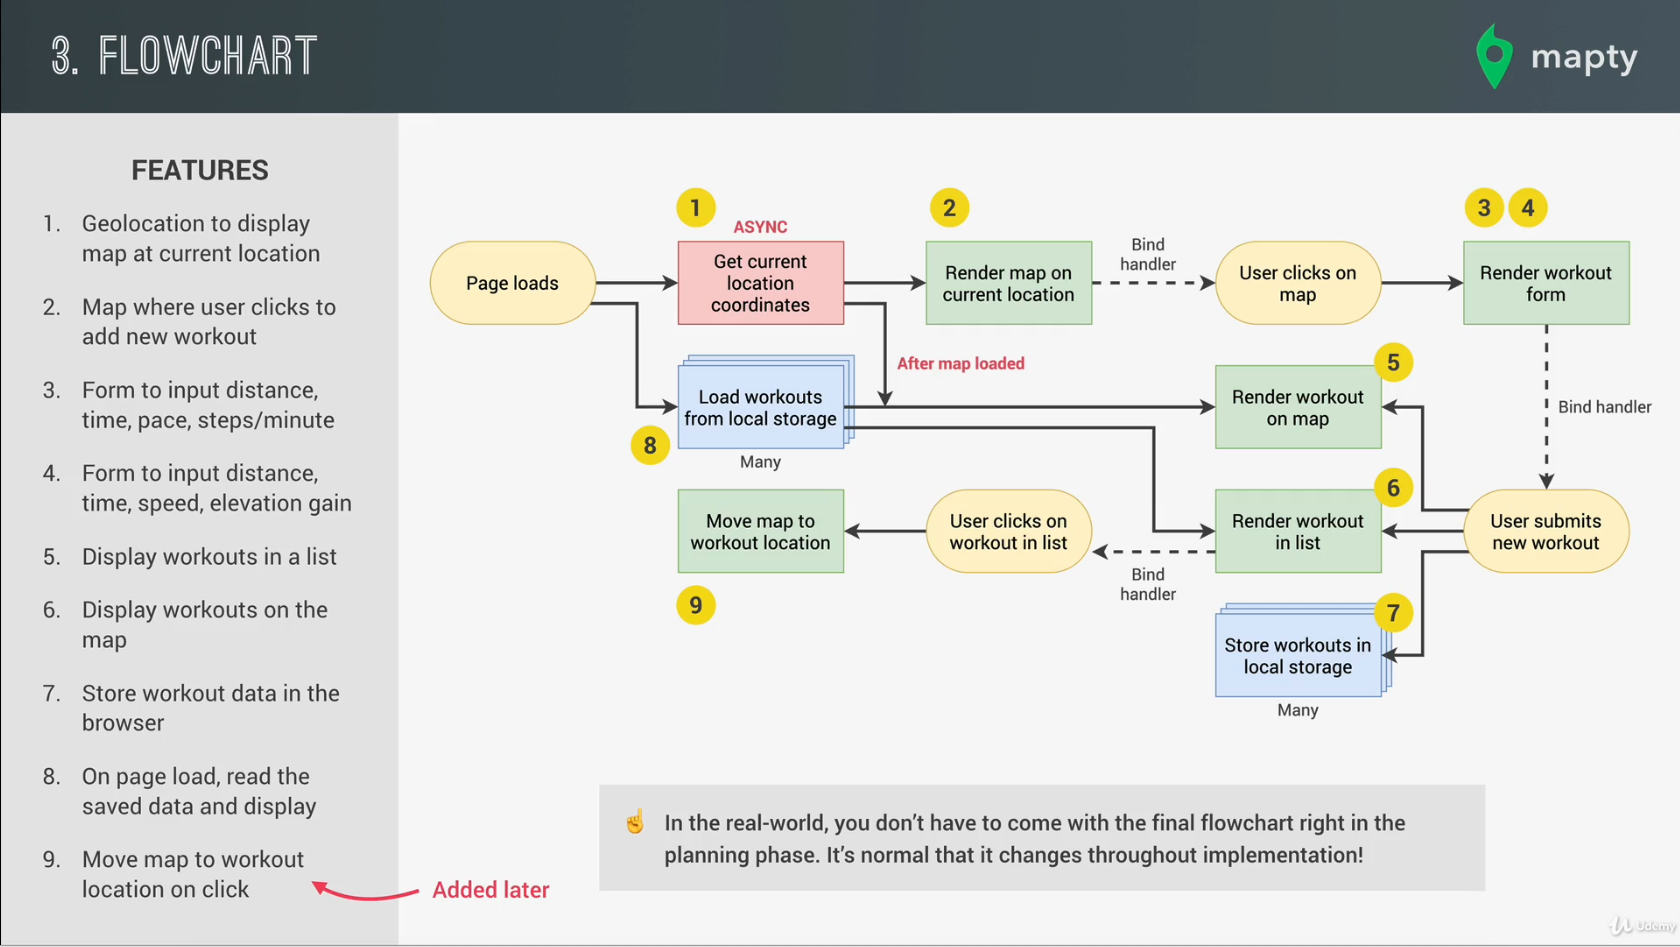 3. FLOWCHART
mapty
FEATURES
1. Geolocation to display
map at current location
2. Map where user clicks to
add new workout
3. Form to input distance,
time, pace, steps/minute
4. Form to input distance,
time, speed, elevation gain
5. Display workouts in a list
6. Display workouts on the
map
7. Store workout data in the
browser
8. On page load, read the
saved data and display
9. Move map to workout
location on click
Added later
Page loads
1
ASYNC
Get current
location
coordinates
2
Render map on
current location
Bind
handler
User clicks on
map
3 4
Render workout
form
After map loaded
Load workouts
from local storage
8
Many
5
Render workout
on map
Bind handler
9
Move map to
workout location
User clicks on
workout in list
Bind
handler
6
Render workout
in list
User submits
new workout
7
Store workouts in
local storage
Many
☝ In the real-world, you don’t have to come with the final flowchart right in the
planning phase. It’s normal that it changes throughout implementation!
Udemy